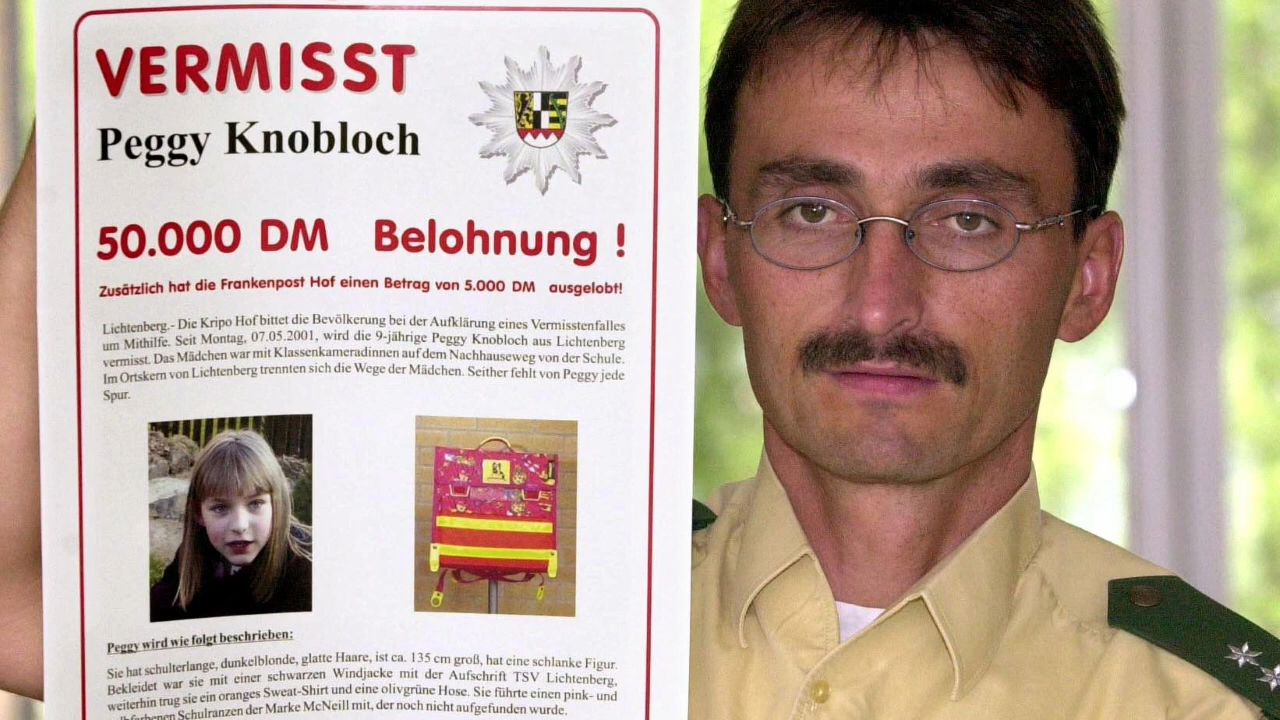 VERMISST
Peggy Knobloch
50.000 DM Belohnung !
Zusätzlich hat die Frankenpost Hof einen Betrag von 5.000 DM ausgelobt!
Lichtenberg.- Die Kripo Hof bittet die Bevölkerung bei der Aufklärung eines Vermisstenfalles
um Mithilfe. Seit Montag, 07.05.2001, wird die 9-jährige Peggy Knobloch aus Lichtenberg
vermisst. Das Mädchen war mit Klassenkameradinnen auf dem Nachhauseweg von der Schule.
Im Ortskern von Lichtenberg trennten sich die Wege der Mädchen. Seither fehlt von Peggy jede
Spur.
Peggy wird wie folgt beschrieben:
Sie hat schulterlange, dunkelblonde, glatte Haare, ist ca. 135 cm groß, hat eine schlanke Figur.
Bekleidet war sie mit einer schwarzen Windjacke mit der Aufschrift TSV Lichtenberg,
weiterhin trug sie ein oranges Sweat-Shirt und eine olivgrüne Hose. Sie führte einen pink- und
Schulranzen der Marke McNeill mit, der noch nicht aufgefunden wurde.